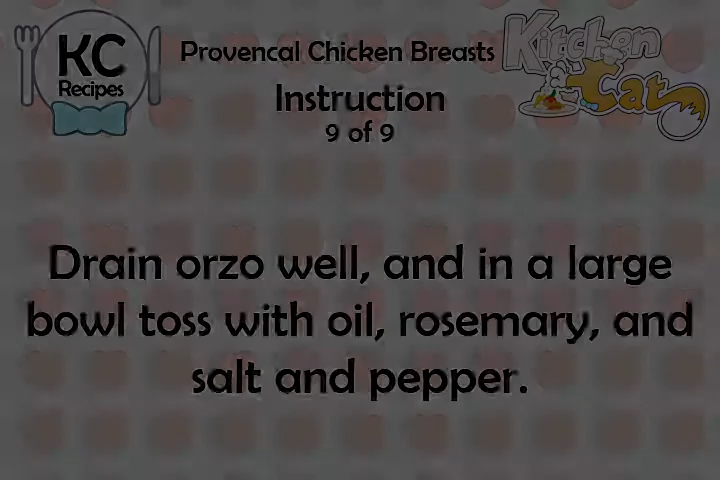 KC
Recipes
Provencal Chicken Breasts
Kitchen
Cat
Instruction
9 of 9
Drain orzo well, and in a large
bowl toss with oil, rosemary, and
salt and pepper.